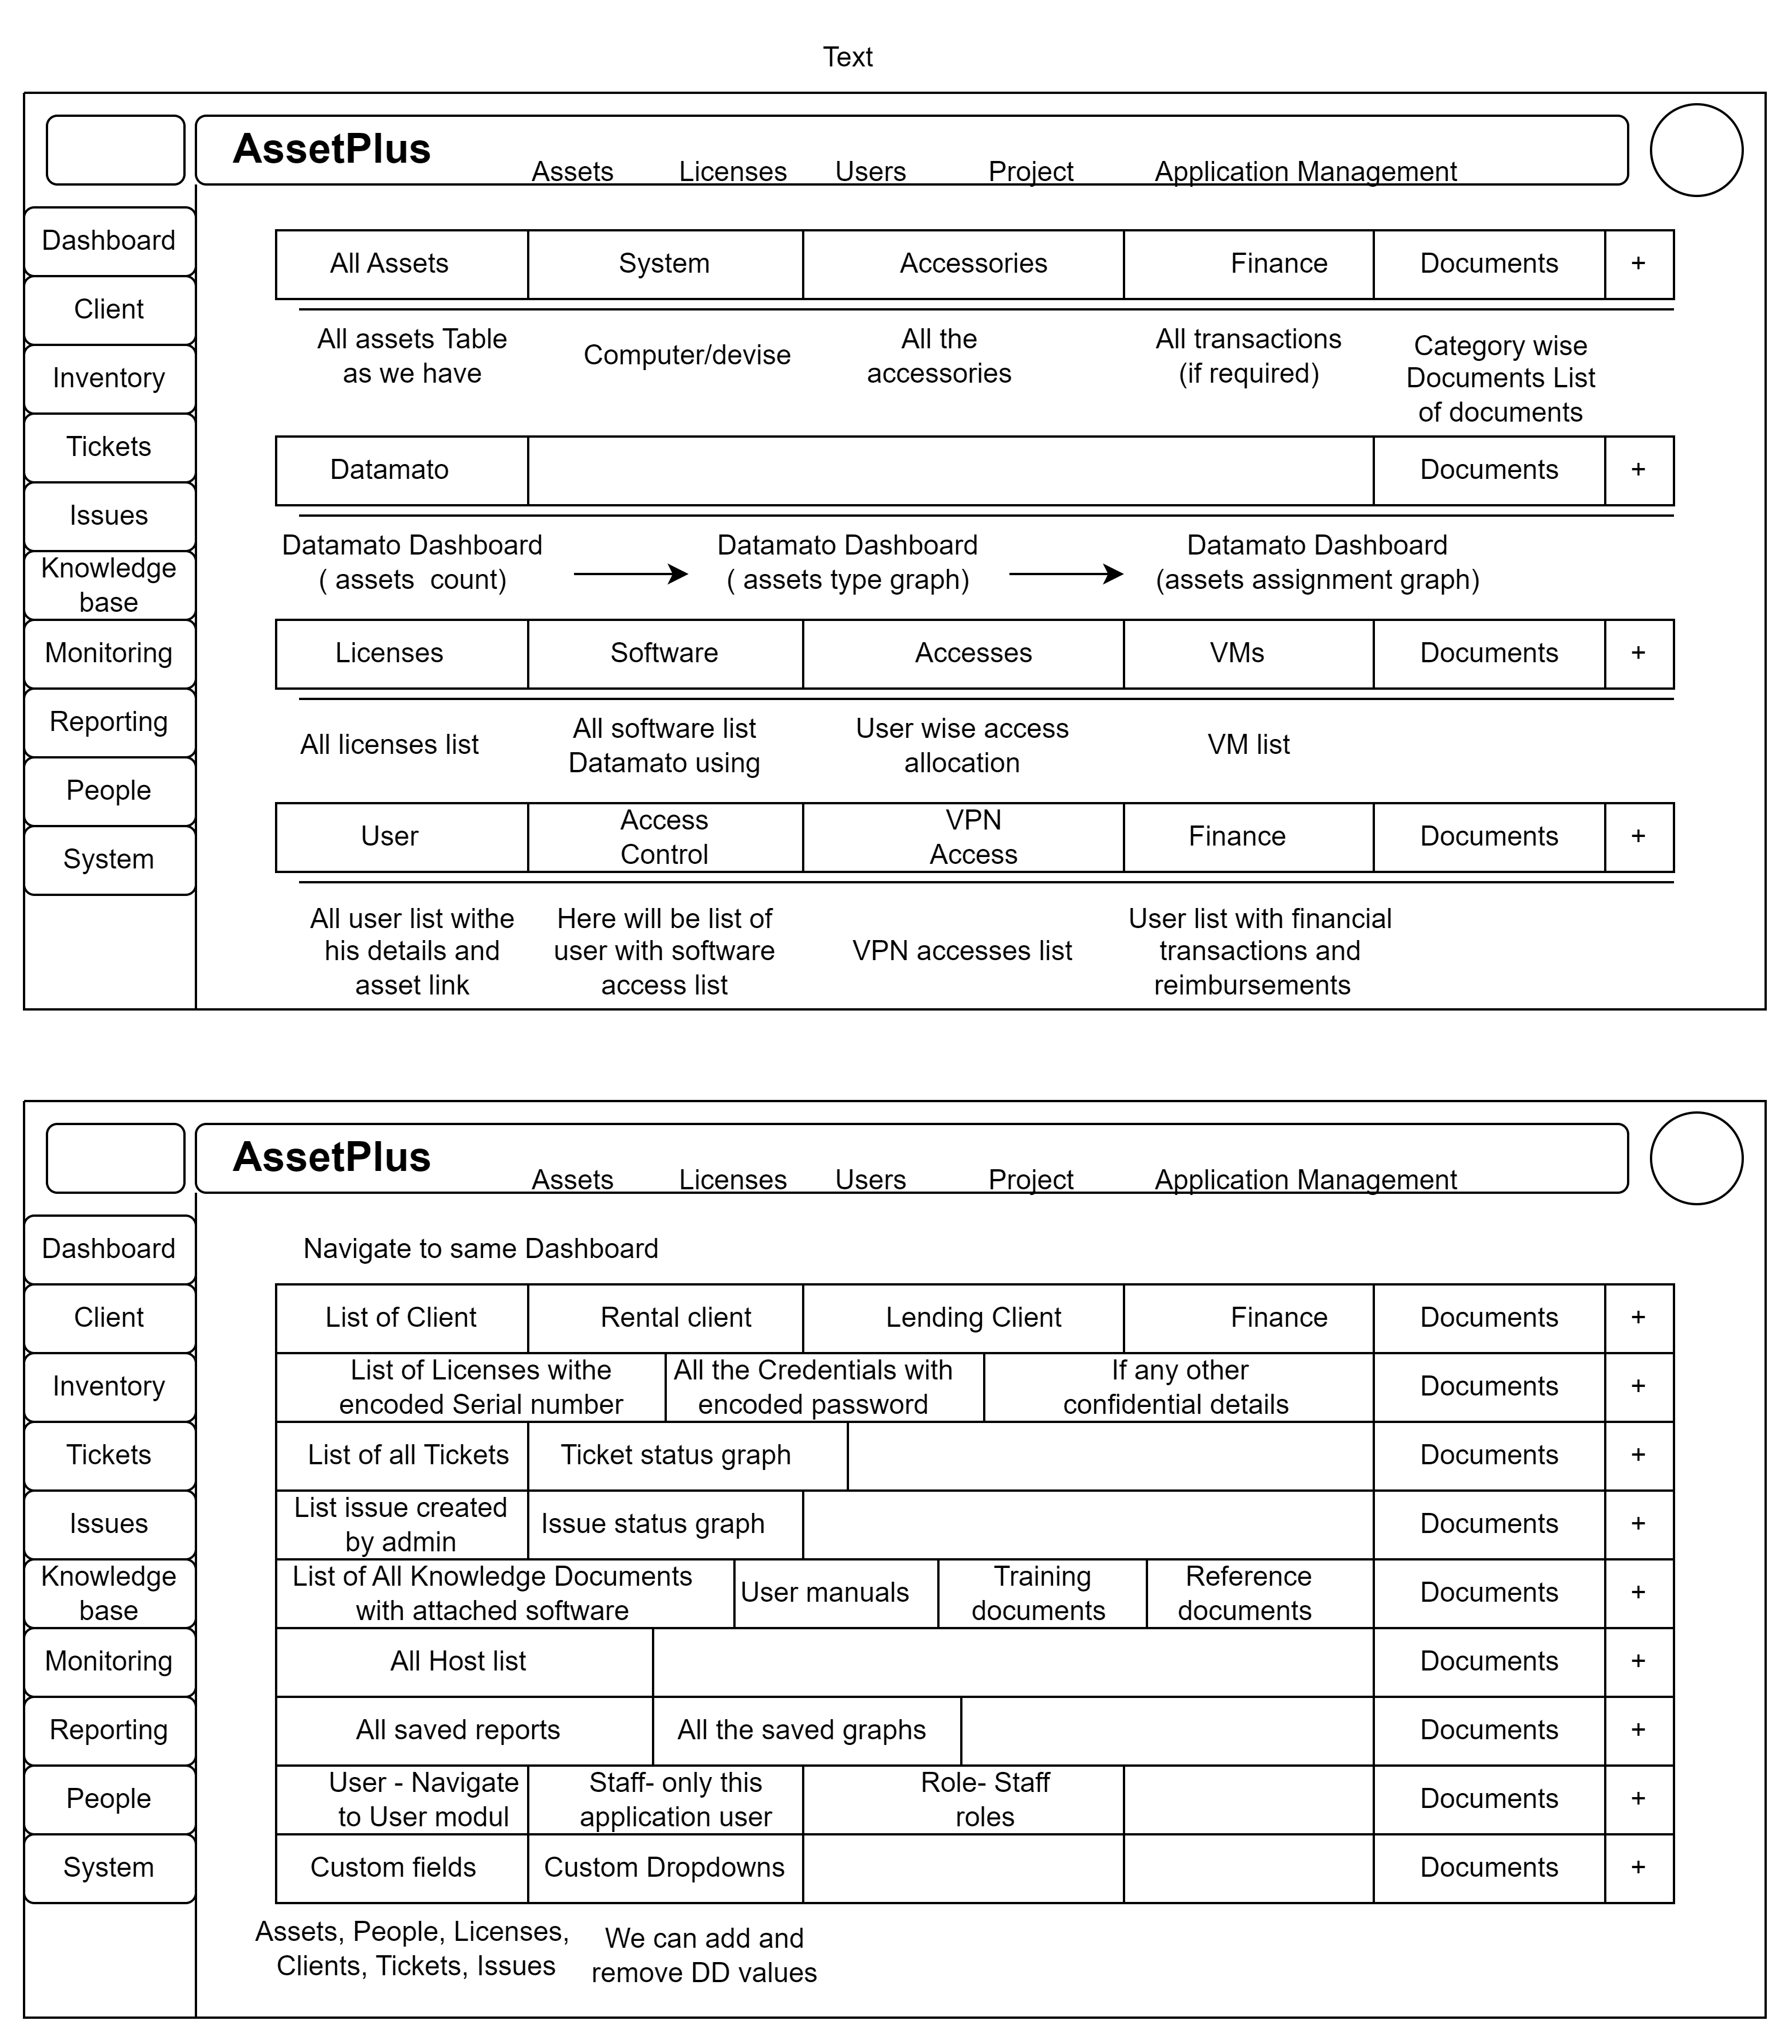 Text
AssetPlus
Assets
Licenses
Users
Project
Application Management
Dashboard
Client
Inventory
Tickets
Issues
Knowledge
base
Monitoring
Reporting
People
System
All Assets
System
Accessories
Finance
Documents
+
All assets Table
as we have
Computer/devise
All the
accessories
All transactions
(if required)
Category wise
Documents List
of documents
Datamato
Documents
+
Datamato Dashboard
( assets  count)
Datamato Dashboard
( assets type graph)
Datamato Dashboard
(assets assignment graph)
Licenses
Software
Accesses
VMs
Documents
+
All licenses list
All software list
Datamato using
User wise access
allocation
VM list
User
Access
Control
VPN
Access
Finance
Documents
+
All user list withe
his details and
asset link
Here will be list of
user with software
access list
VPN accesses list
User list with financial
transactions and
reimbursements
AssetPlus
Assets
Licenses
Users
Project
Application Management
Dashboard
Navigate to same Dashboard
Client
List of Client
Rental client
Lending Client
Finance
Documents
+
Inventory
List of Licenses withe
encoded Serial number
All the Credentials with
encoded password
If any other
confidential details
Documents
+
Tickets
List of all Tickets
Ticket status graph
Documents
+
Issues
List issue created
by admin
Issue status graph
Documents
+
Knowledge
base
List of All Knowledge Documents
with attached software
User manuals
Training
documents
Reference
documents
Documents
+
Monitoring
All Host list
Documents
+
Reporting
All saved reports
All the saved graphs
Documents
+
People
User - Navigate
to User modul
Staff- only this
application user
Role- Staff
roles
Documents
+
System
Custom fields
Custom Dropdowns
Documents
+
Assets, People, Licenses,
Clients, Tickets, Issues
We can add and
remove DD values